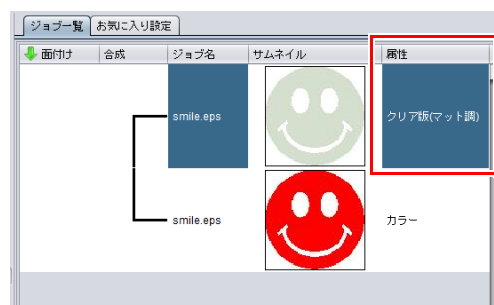 ジョブ一覧 お気に入り設定
面付け 合成 ジョブ名 サムネイル 属性
smile.eps クリア版(マット調)
smile.eps カラー